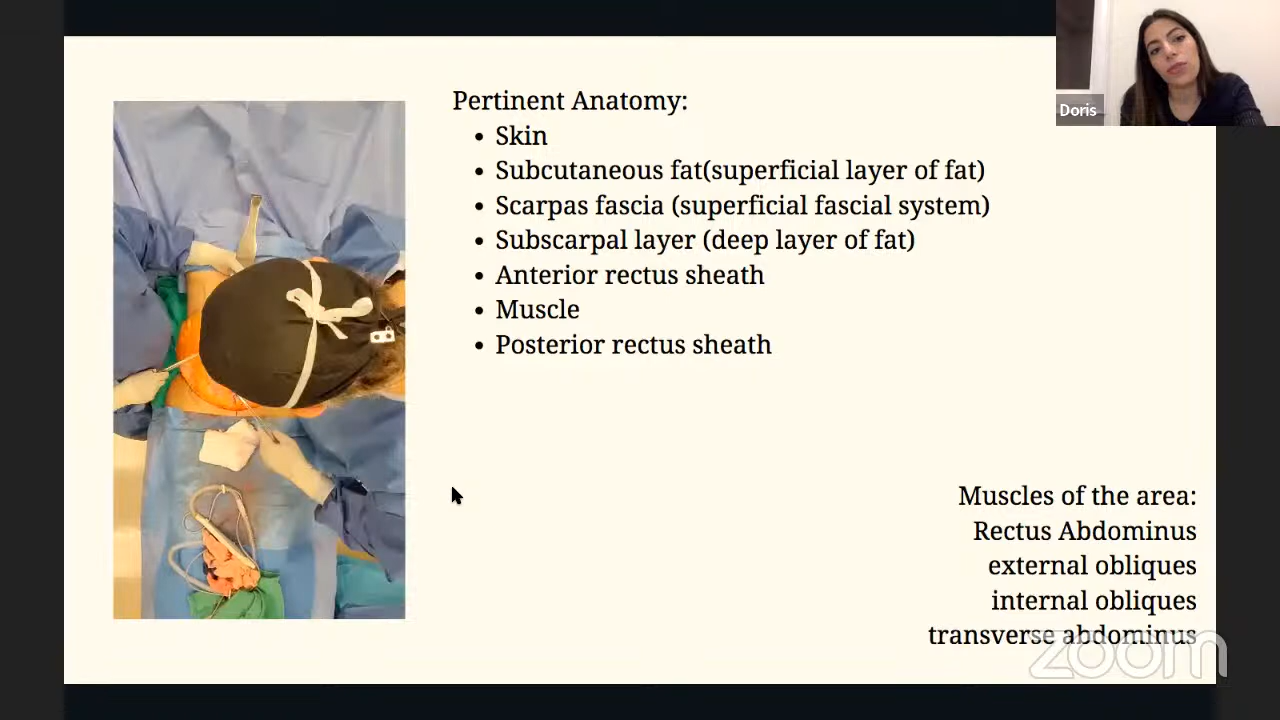 Pertinent Anatomy:
• Skin
• Subcutaneous fat(superficial layer of fat)
• Scarpas fascia (superficial fascial system)
• Subscarpal layer (deep layer of fat)
• Anterior rectus sheath
• Muscle
• Posterior rectus sheath
Doris
Muscles of the area:
Rectus Abdominus
external obliques
internal obliques
transverse abdominus
zoom